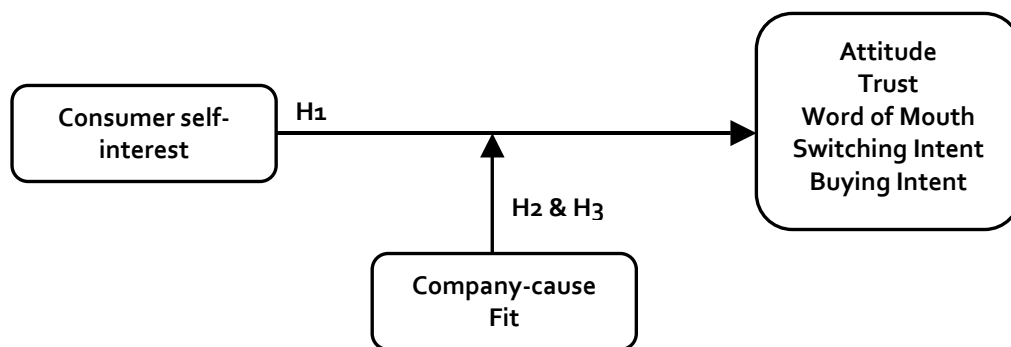 Consumer self-
interest
H1
Attitude
Trust
Word of Mouth
Switching Intent
Buying Intent
H2 & H3
Company-cause
Fit